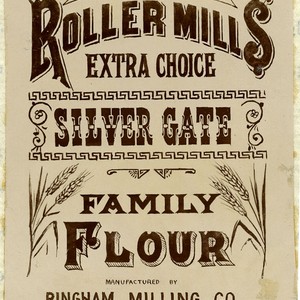 ROLLER MILLS
EXTRA CHOICE
SILVER GATE
FAMILY
FLOUR
MANUFACTURED BY
BINGHAM MILLING CO